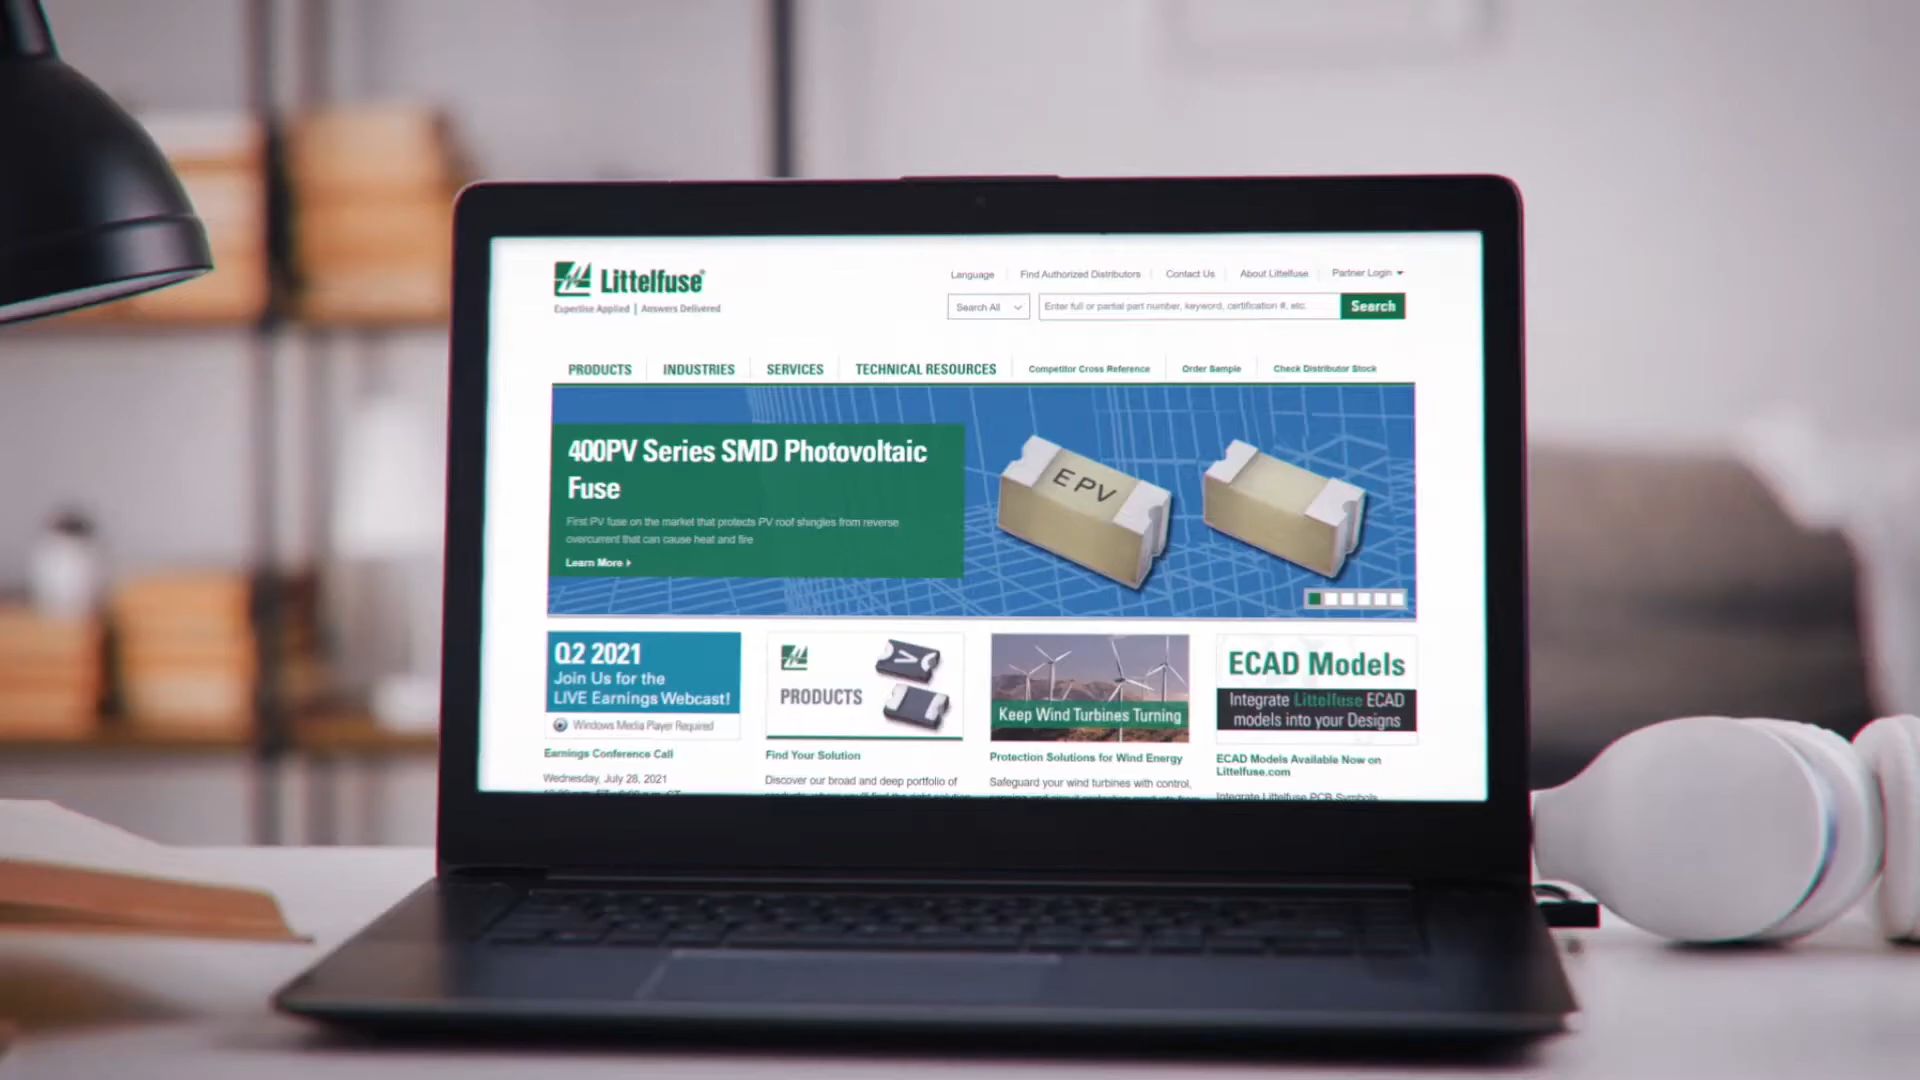 Littelfuse®
Expertise Applied | Answers Delivered
Language
Find Authorized Distributors
Contact Us
About Littelfuse
Partner Login
Search All
Enter full or partial part number, keyword, certification #, etc.
Search
PRODUCTS
INDUSTRIES
SERVICES
TECHNICAL RESOURCES
Competitor Cross Reference
Order Sample
Check Distributor Stock
400PV Series SMD Photovoltaic
Fuse
First PV fuse on the market that protects PV roof shingles from reverse
overcurrent that can cause heat and fire
Learn More
E PV
Q2 2021
Join Us for the
LIVE Earnings Webcast!
Windows Media Player Required
Earnings Conference Call
Wednesday, July 28, 2021
PRODUCTS
Find Your Solution
Discover our broad and deep portfolio of
Keep Wind Turbines Turning
Protection Solutions for Wind Energy
Safeguard your wind turbines with control,
ECAD Models
Integrate Littelfuse ECAD
models into your Designs
ECAD Models Available Now on
Littelfuse.com
Integrate Littelfuse PCB Symbols